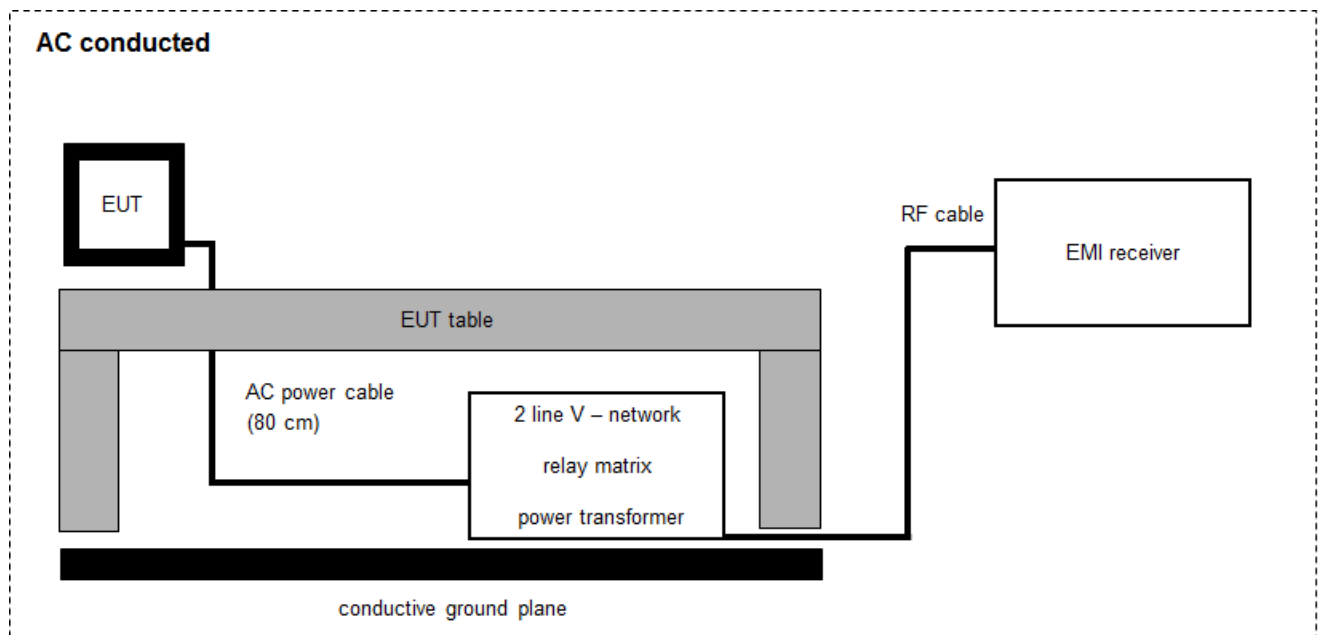 AC conducted
EUT
RF cable
EMI receiver
EUT table
AC power cable
(80 cm)
2 line V – network
relay matrix
power transformer
conductive ground plane